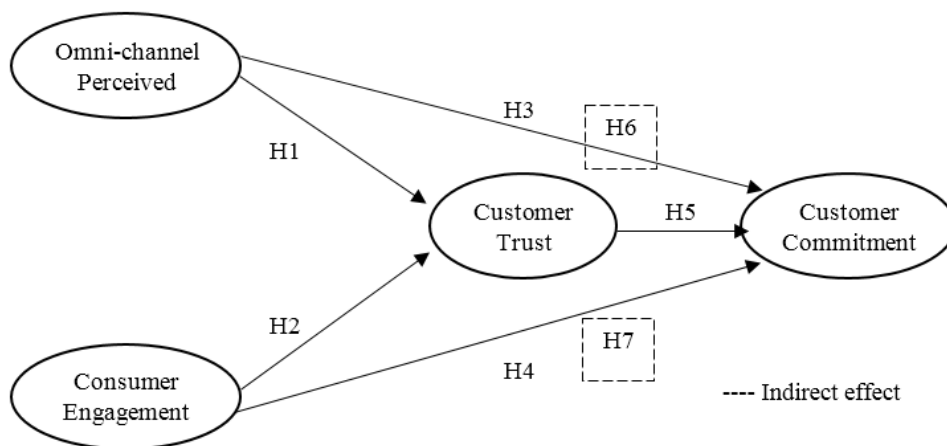 Omni-channel
Perceived
H3
H6
H1
Customer
Trust
H5
Customer
Commitment
H2
H7
H4
Consumer
Engagement
---- Indirect effect